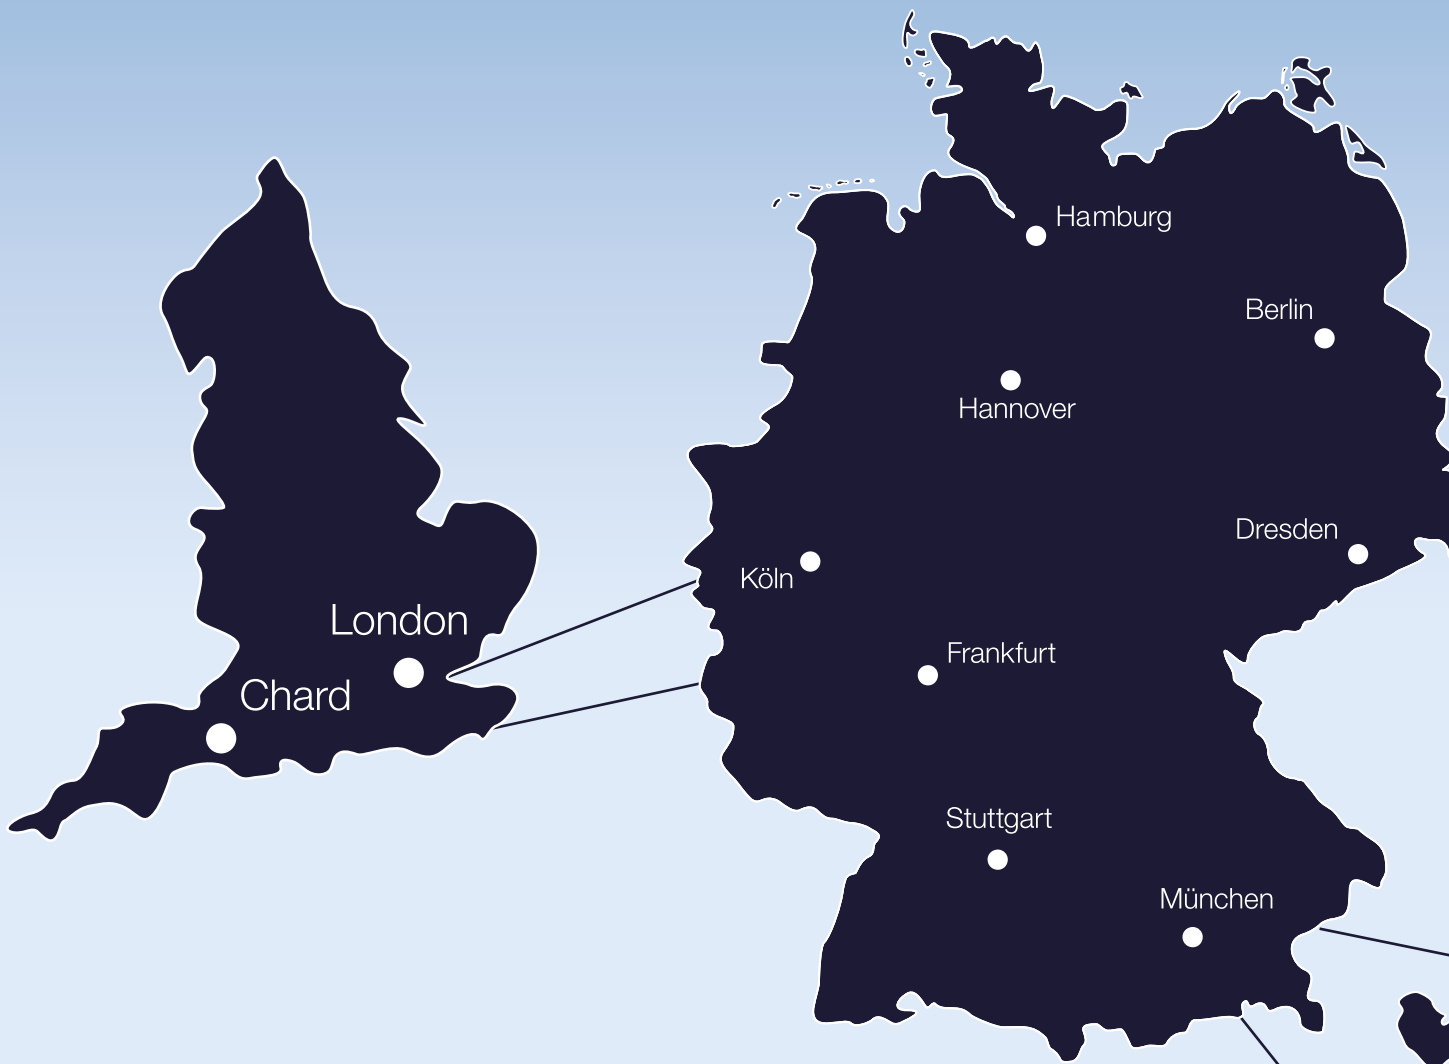 Hamburg
Berlin
Hannover
Dresden
Köln
London
Frankfurt
Chard
Stuttgart
München